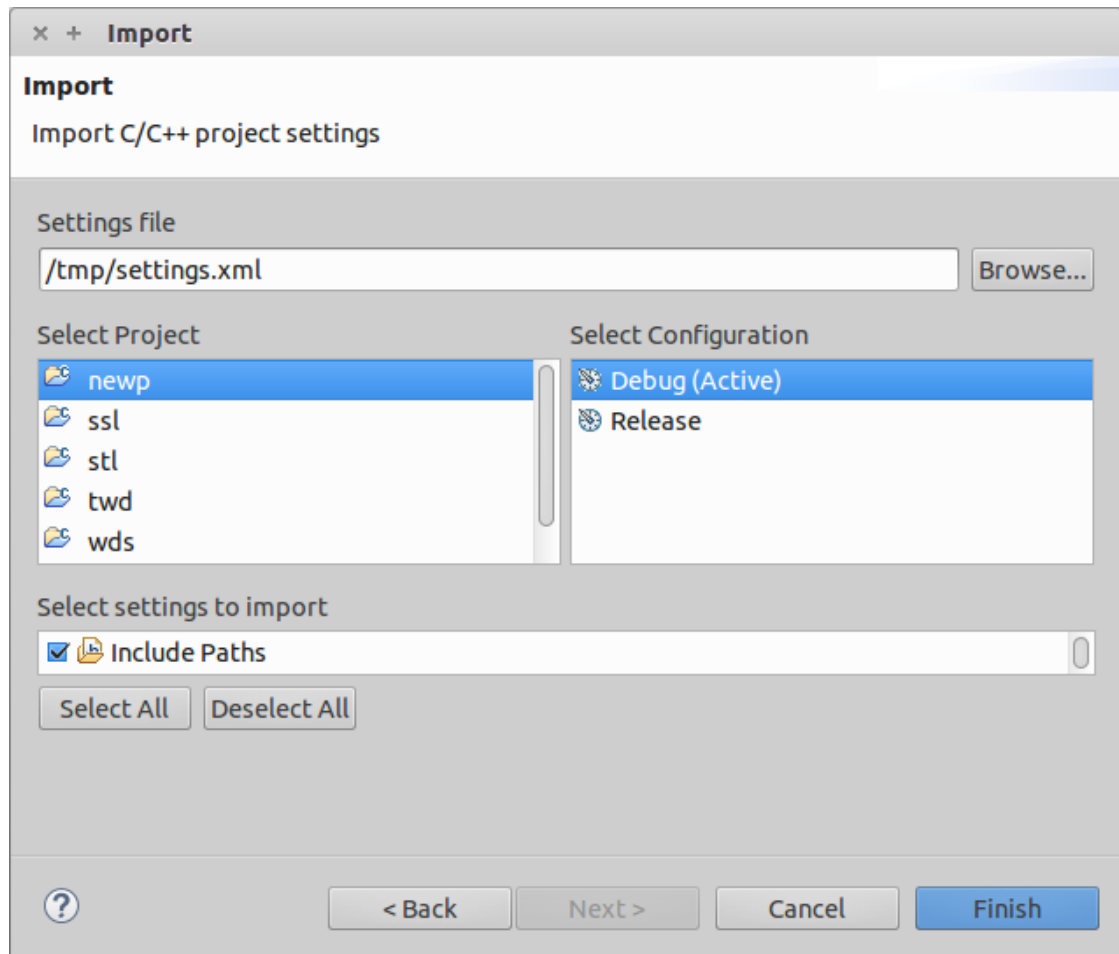 Import
Import
Import C/C++ project settings
Settings file
/tmp/settings.xml
Browse...
Select Project
Select Configuration
newp
Debug (Active)
ssl
Release
stl
twd
wds
Select settings to import
Include Paths
Select All
Deselect All
?
< Back
Next >
Cancel
Finish